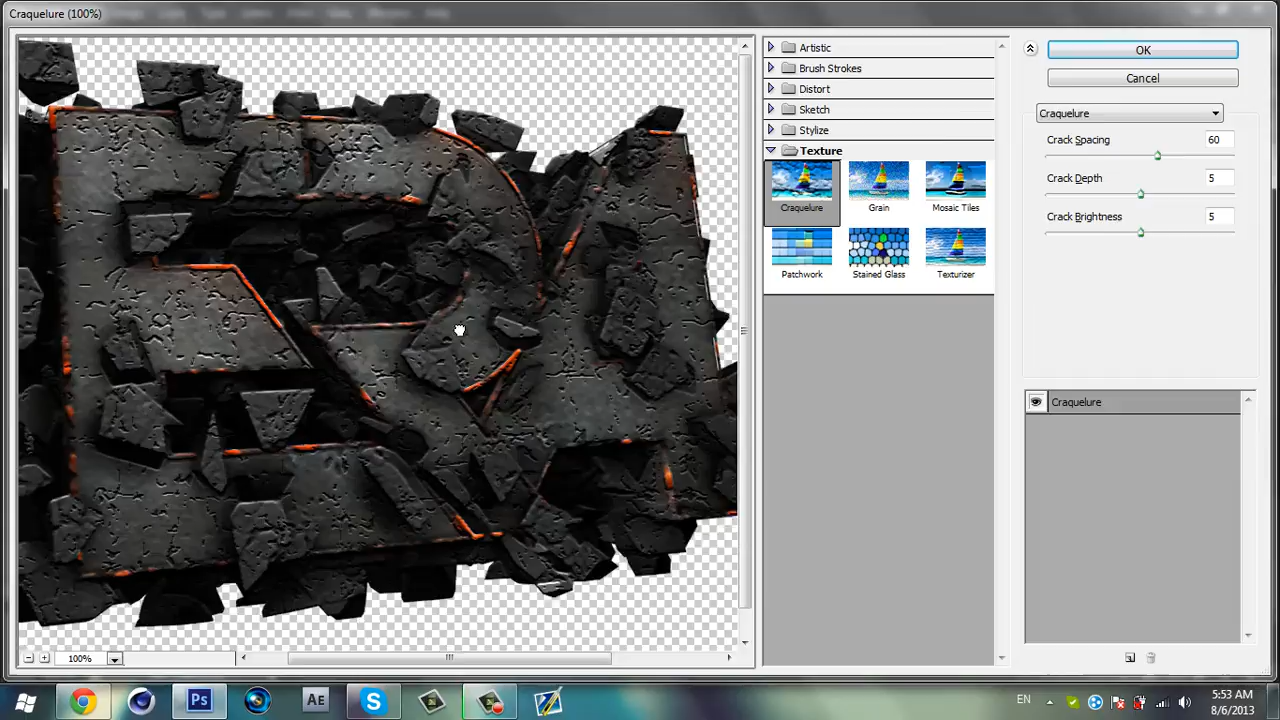 Craquelure (100%)
Artistic
Brush Strokes
Distort
Sketch
Stylize
Texture
Craquelure
Grain
Mosaic Tiles
Patchwork
Stained Glass
Texturizer
OK
Cancel
Craquelure
Crack Spacing 60
Crack Depth 5
Crack Brightness 5
Craquelure
100%
Ps
Ae
EN
5:53 AM
8/6/2013